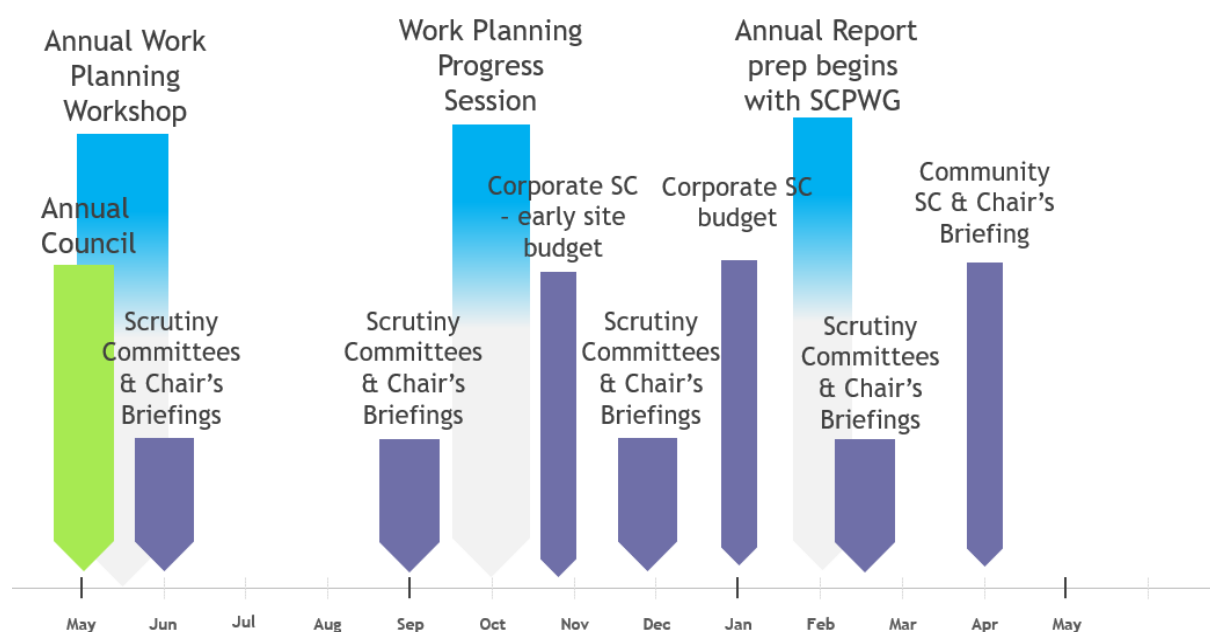 Annual Work
Planning
Workshop
Work Planning
Progress
Session
Annual Report
prep begins
with SCPWG
Annual
Council
Corporate SC
– early site
budget
Corporate SC
budget
Community
SC & Chair's
Briefing
Scrutiny
Committees
& Chair's
Briefings
Scrutiny
Committees
& Chair's
Briefings
Scrutiny
Committees
& Chair's
Briefings
Scrutiny
Committees
& Chair's
Briefings
May Jun Jul Aug Sep Oct Nov Dec Jan Feb Mar Apr May